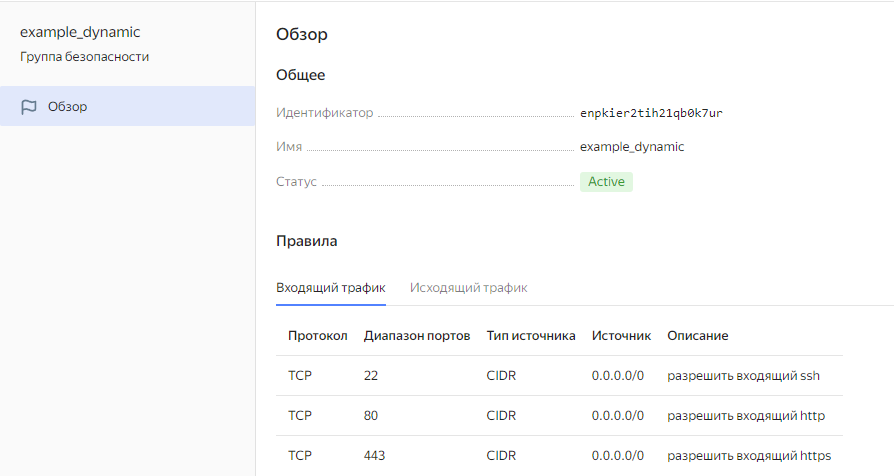 example_dynamic
Группа безопасности
Обзор
Обзор
Общее
Идентификатор enpkier2tih21qb0k7ur
Имя example_dynamic
Статус Active
Правила
Входящий трафик Исходящий трафик
Протокол Диапазон портов Тип источника Источник Описание
TCP 22 CIDR 0.0.0.0/0 разрешить входящий ssh
TCP 80 CIDR 0.0.0.0/0 разрешить входящий http
TCP 443 CIDR 0.0.0.0/0 разрешить входящий https